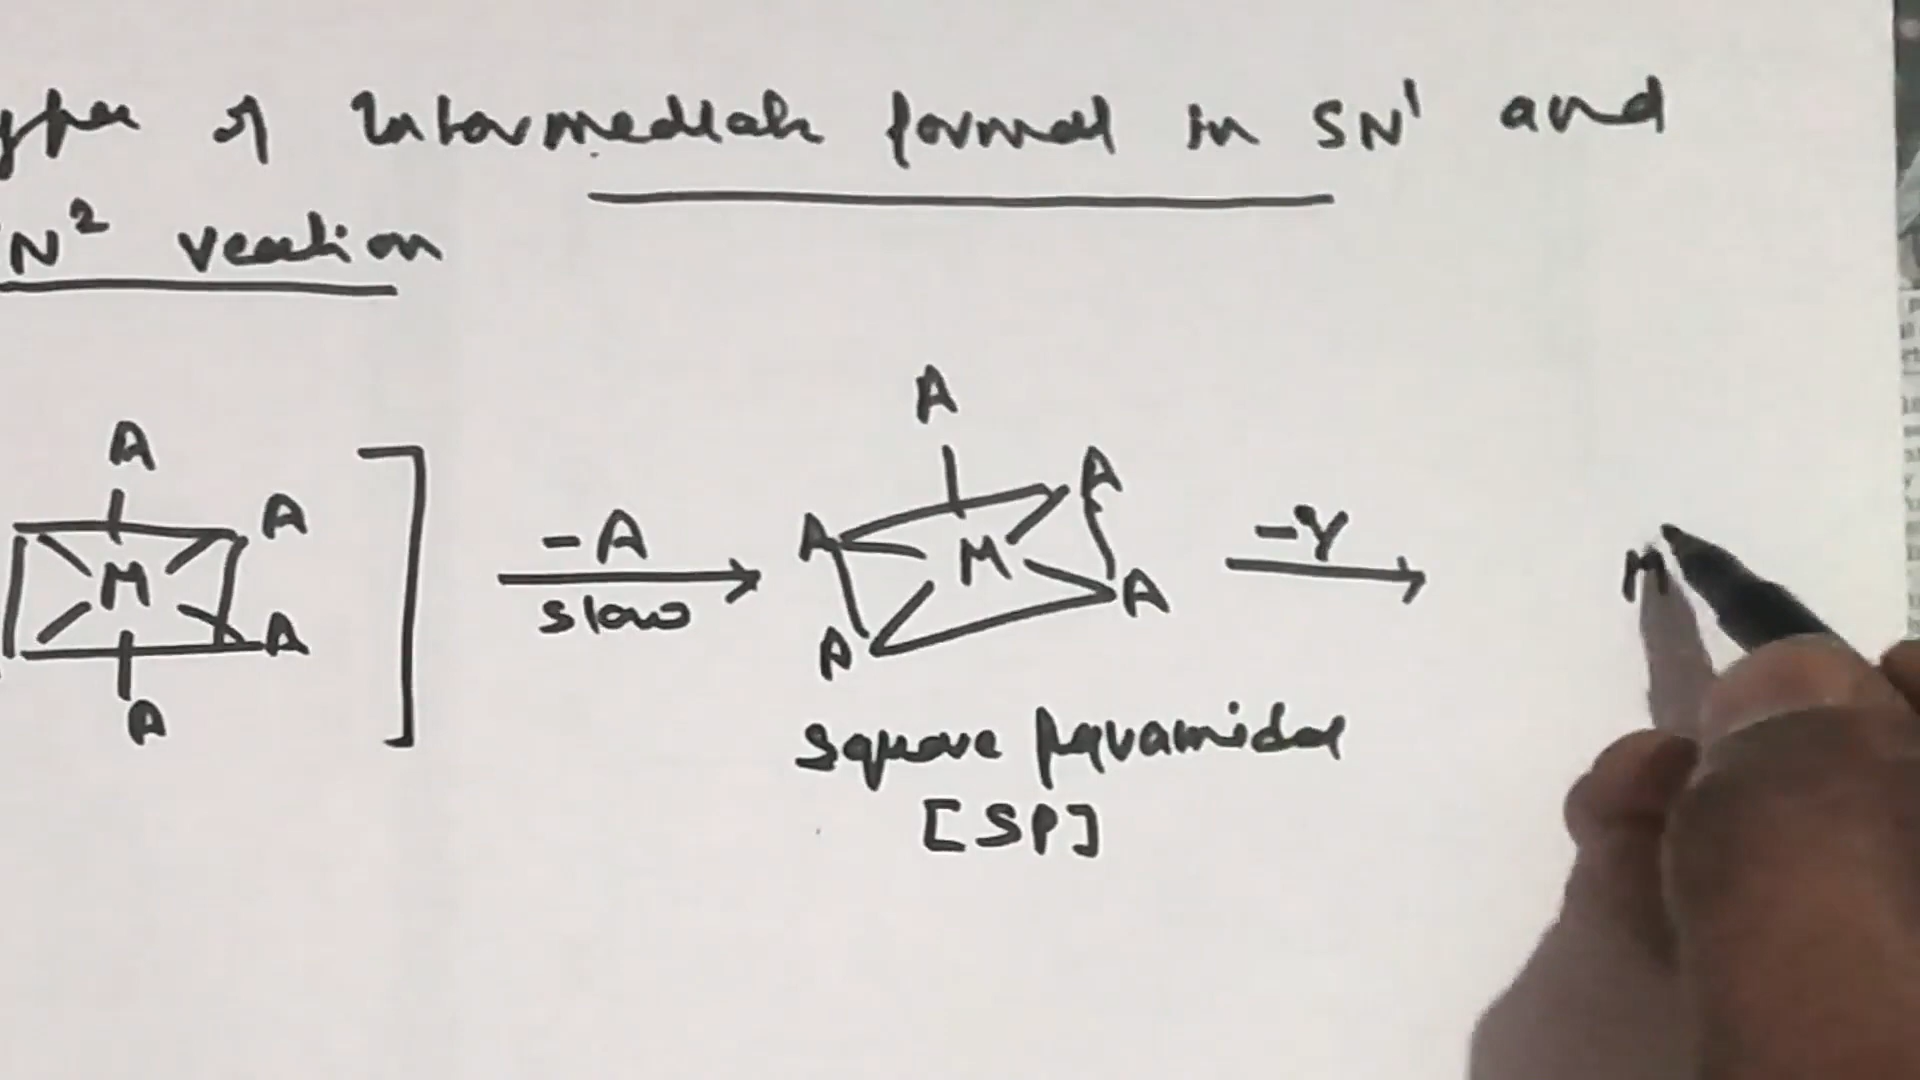 of Intermediate formed in SN¹ and
N² reaction
A
A
A
M
A
A
-A
slow
A
A
A
M
A
A
-Y
M
square pyramidal
[SP]